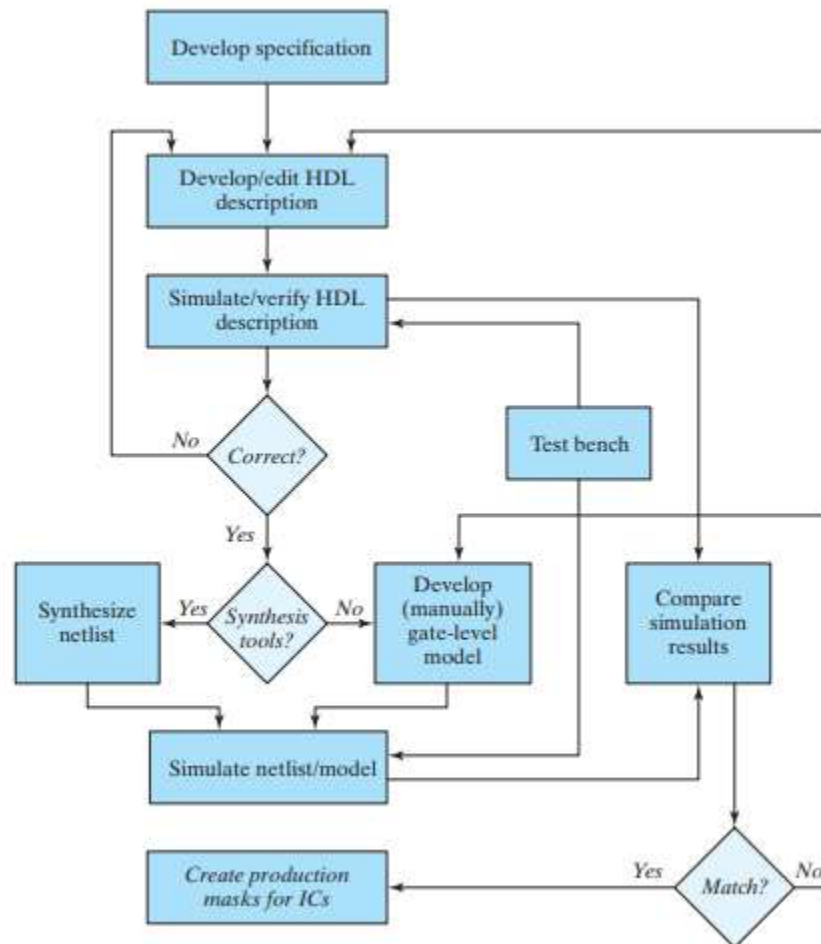 Develop specification
Develop/edit HDL
description
Simulate/verify HDL
description
No
Correct?
Test bench
Yes
Synthesize
netlist
Yes
Synthesis
tools?
No
Develop
(manually)
gate-level
model
Compare
simulation
results
Simulate netlist/model
Create production
masks for ICs
Yes
Match?
No